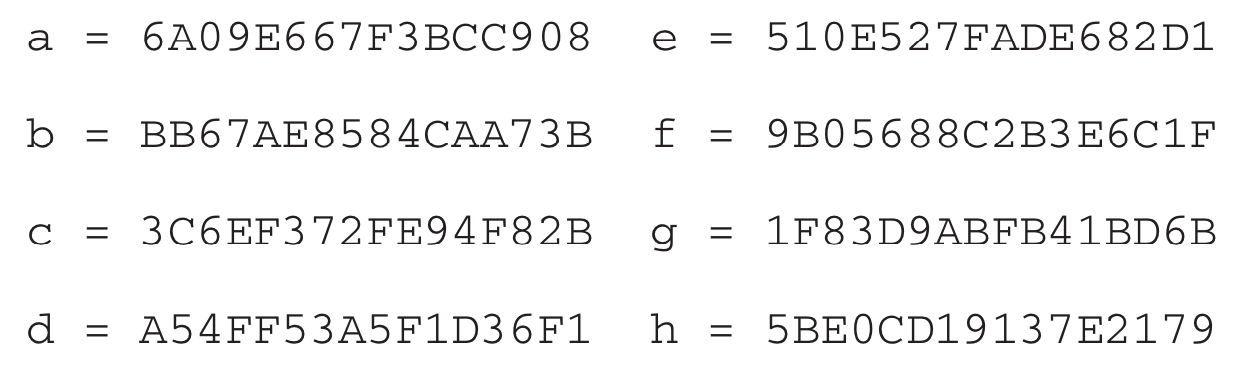 a = 6A09E667F3BCC908 e = 510E527FADE682D1
b = BB67AE8584CAA73B f = 9B05688C2B3E6C1F
c = 3C6EF372FE94F82B g = 1F83D9ABFB41BD6B
d = A54FF53A5F1D36F1 h = 5BE0CD19137E2179